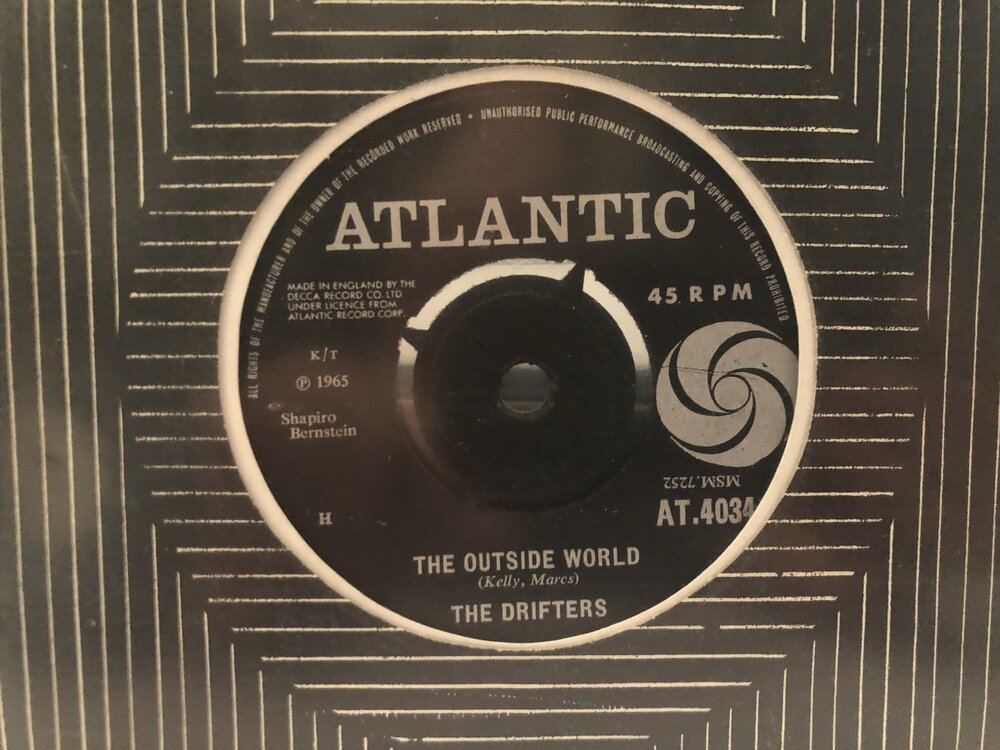 ALL RIGHTS OF THE MANUFACTURER AND OF THE OWNER OF THE RECORDED WORK RESERVED • UNAUTHORISED PUBLIC PERFORMANCE BROADCASTING AND COPYING OF THIS RECORD PROHIBITED
ATLANTIC
MADE IN ENGLAND BY THE
DECCA RECORD CO. LTD.
UNDER LICENCE FROM
ATLANTIC RECORD CORP.
45 R P M
K/T
℗ 1965
Shapiro
Bernstein
MSM.7252
AT.4034
H
THE OUTSIDE WORLD
(Kelly, Marcs)
THE DRIFTERS